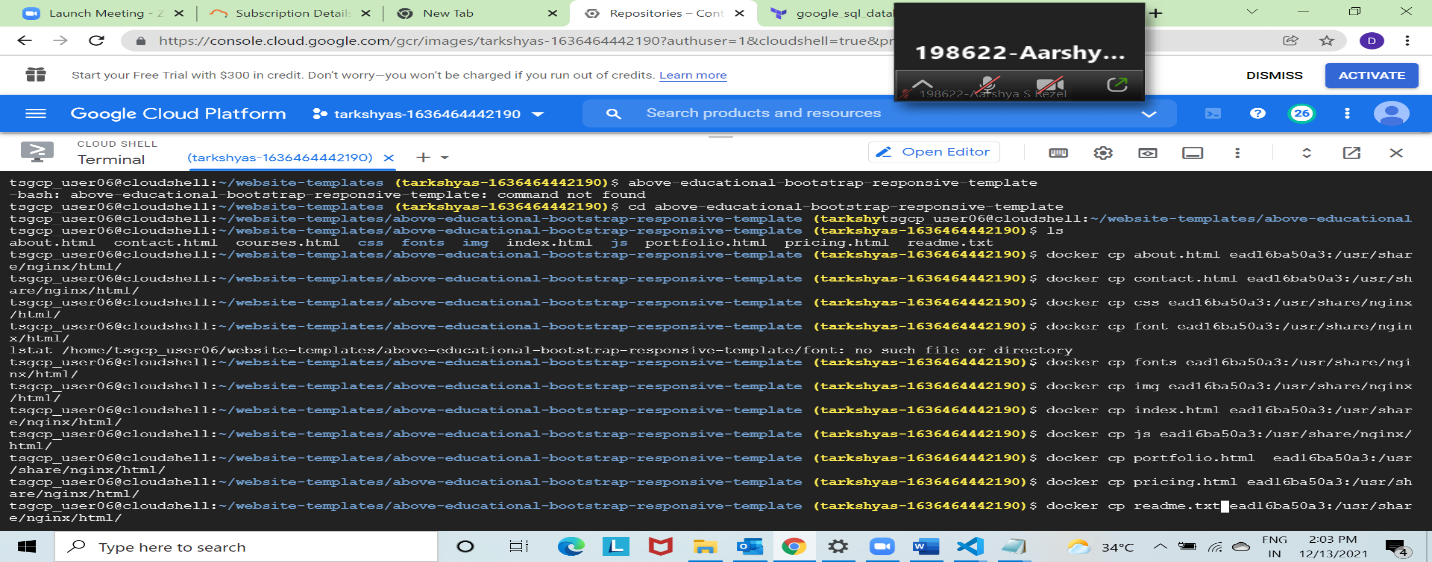 Launch Meeting - Z
Subscription Details
New Tab
Repositories – Cont
google_sql_datab
198622-Aarshy...
198622-Aarshya S Rezel
https://console.cloud.google.com/gcr/images/tarkshyas-1636464442190?authuser=1&cloudshell=true&pr
D
Start your Free Trial with $300 in credit. Don't worry—you won't be charged if you run out of credits. Learn more
DISMISS
ACTIVATE
Google Cloud Platform
tarkshyas-1636464442190
Search products and resources
26
CLOUD SHELL
Terminal
(tarkshyas-1636464442190)
Open Editor
tsgcp_user06@cloudshell:~/website-templates (tarkshyas-1636464442190)$ above-educational-bootstrap-responsive-template
-bash: above-educational-bootstrap-responsive-template: command not found
tsgcp_user06@cloudshell:~/website-templates (tarkshyas-1636464442190)$ cd above-educational-bootstrap-responsive-template
tsgcp_user06@cloudshell:~/website-templates/above-educational-bootstrap-responsive-template (tarkshytsgcp_user06@cloudshell:~/website-templates/above-educational
tsgcp_user06@cloudshell:~/website-templates/above-educational-bootstrap-responsive-template (tarkshyas-1636464442190)$ ls
about.html contact.html courses.html css fonts img index.html js portfolio.html pricing.html readme.txt
tsgcp_user06@cloudshell:~/website-templates/above-educational-bootstrap-responsive-template (tarkshyas-1636464442190)$ docker cp about.html ead16ba50a3:/usr/shar
e/nginx/html/
tsgcp_user06@cloudshell:~/website-templates/above-educational-bootstrap-responsive-template (tarkshyas-1636464442190)$ docker cp contact.html ead16ba50a3:/usr/sh
are/nginx/html/
tsgcp_user06@cloudshell:~/website-templates/above-educational-bootstrap-responsive-template (tarkshyas-1636464442190)$ docker cp css ead16ba50a3:/usr/share/nginx
/html/
tsgcp_user06@cloudshell:~/website-templates/above-educational-bootstrap-responsive-template (tarkshyas-1636464442190)$ docker cp font ead16ba50a3:/usr/share/ngin
x/html/
lstat /home/tsgcp_user06/website-templates/above-educational-bootstrap-responsive-template/font: no such file or directory
tsgcp_user06@cloudshell:~/website-templates/above-educational-bootstrap-responsive-template (tarkshyas-1636464442190)$ docker cp fonts ead16ba50a3:/usr/share/ngi
nx/html/
tsgcp_user06@cloudshell:~/website-templates/above-educational-bootstrap-responsive-template (tarkshyas-1636464442190)$ docker cp img ead16ba50a3:/usr/share/nginx
/html/
tsgcp_user06@cloudshell:~/website-templates/above-educational-bootstrap-responsive-template (tarkshyas-1636464442190)$ docker cp index.html ead16ba50a3:/usr/shar
e/nginx/html/
tsgcp_user06@cloudshell:~/website-templates/above-educational-bootstrap-responsive-template (tarkshyas-1636464442190)$ docker cp js ead16ba50a3:/usr/share/nginx/
html/
tsgcp_user06@cloudshell:~/website-templates/above-educational-bootstrap-responsive-template (tarkshyas-1636464442190)$ docker cp portfolio.html ead16ba50a3:/usr
/share/nginx/html/
tsgcp_user06@cloudshell:~/website-templates/above-educational-bootstrap-responsive-template (tarkshyas-1636464442190)$ docker cp pricing.html ead16ba50a3:/usr/sh
are/nginx/html/
tsgcp_user06@cloudshell:~/website-templates/above-educational-bootstrap-responsive-template (tarkshyas-1636464442190)$ docker cp readme.txt ead16ba50a3:/usr/shar
e/nginx/html/
Type here to search
34°C
ENG
IN
2:03 PM
12/13/2021
4